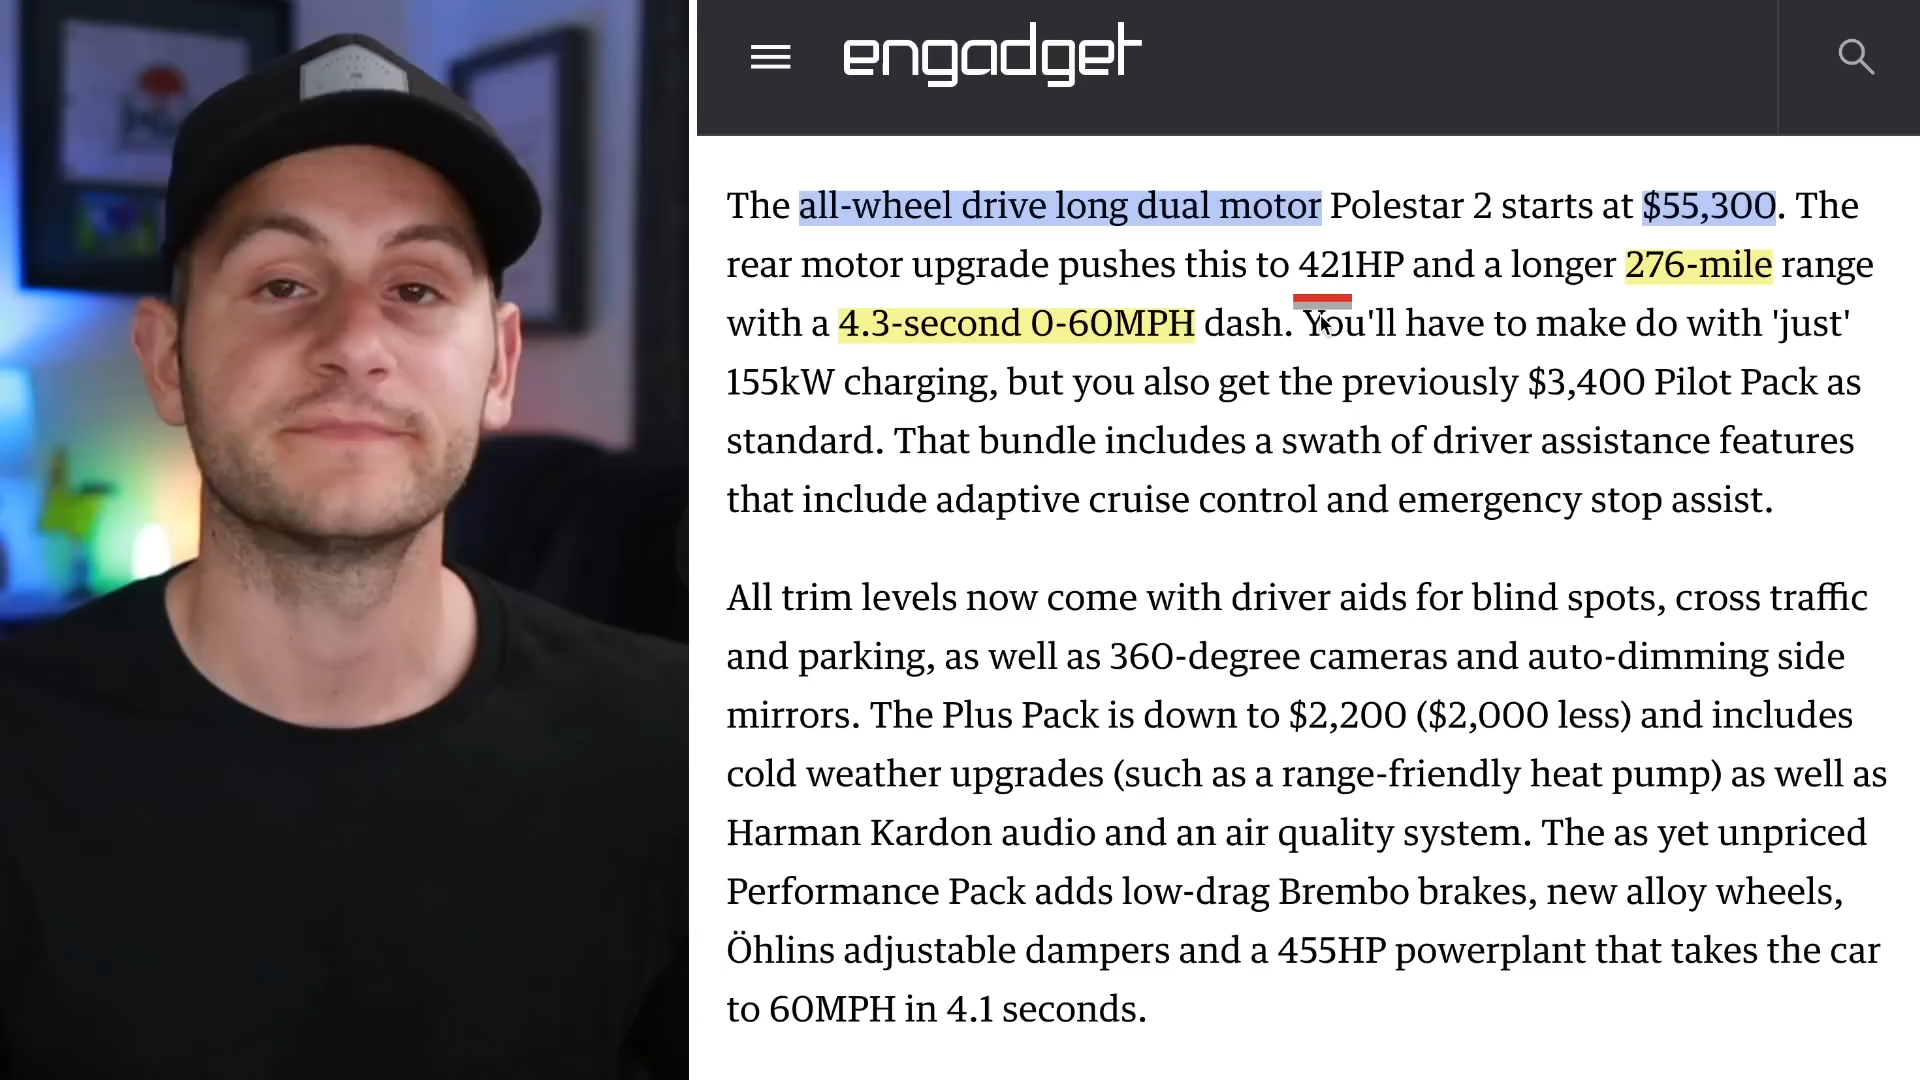 engadget
The all-wheel drive long dual motor Polestar 2 starts at $55,300. The
rear motor upgrade pushes this to 421HP and a longer 276-mile range
with a 4.3-second 0-60MPH dash. You'll have to make do with 'just'
155kW charging, but you also get the previously $3,400 Pilot Pack as
standard. That bundle includes a swath of driver assistance features
that include adaptive cruise control and emergency stop assist.
All trim levels now come with driver aids for blind spots, cross traffic
and parking, as well as 360-degree cameras and auto-dimming side
mirrors. The Plus Pack is down to $2,200 ($2,000 less) and includes
cold weather upgrades (such as a range-friendly heat pump) as well as
Harman Kardon audio and an air quality system. The as yet unpriced
Performance Pack adds low-drag Brembo brakes, new alloy wheels,
Öhlins adjustable dampers and a 455HP powerplant that takes the car
to 60MPH in 4.1 seconds.